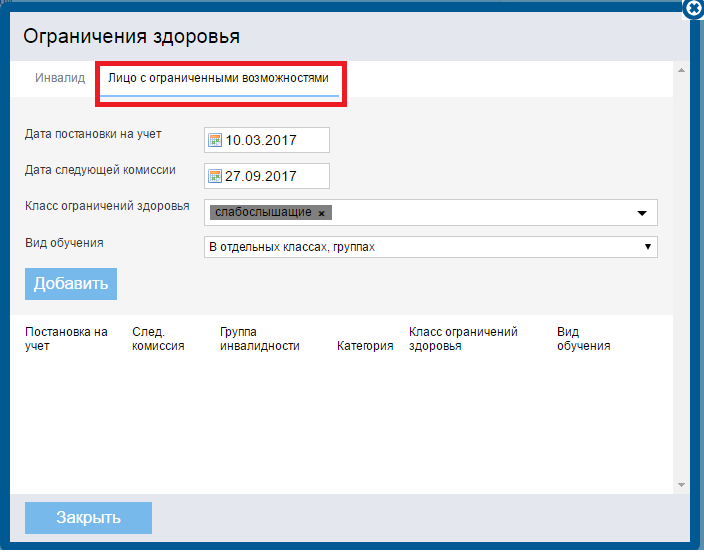 Ограничения здоровья
Инвалид Лицо с ограниченными возможностями
Дата постановки на учет 10.03.2017
Дата следующей комиссии 27.09.2017
Класс ограничений здоровья слабослышащие ×
Вид обучения В отдельных классах, группах
Добавить
Постановка на След. Группа Класс ограничений Вид
учет комиссия инвалидности Категория здоровья обучения
Закрыть